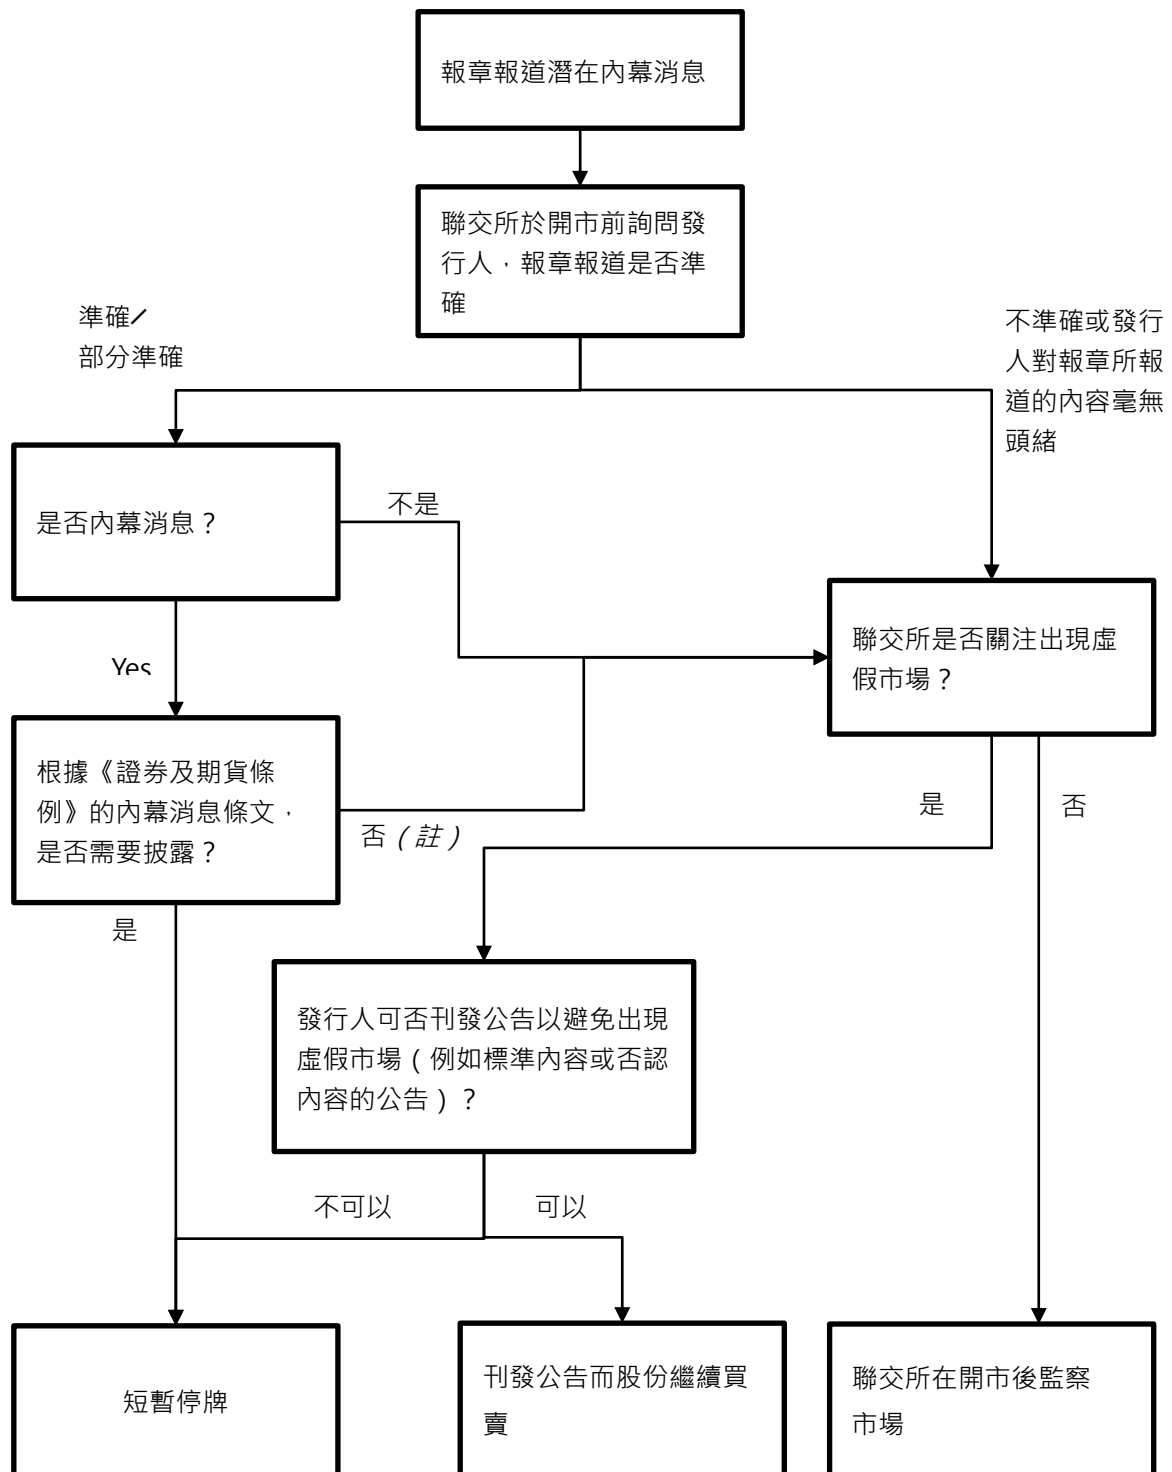 報章報道潛在內幕消息
聯交所於開市前詢問發
行人，報章報道是否準
確
準確／
部分準確
不準確或發行
人對報章所報
道的內容毫無
頭緒
是否內幕消息？
不是
聯交所是否關注出現虛
假市場？
Yes
根據《證券及期貨條
例》的內幕消息條文，
是否需要披露？
否（註）
是
否
是
發行人可否刊發公告以避免出現
虛假市場（例如標準內容或否認
內容的公告）？
不可以
可以
短暫停牌
刊發公告而股份繼續買
賣
聯交所在開市後監察
市場